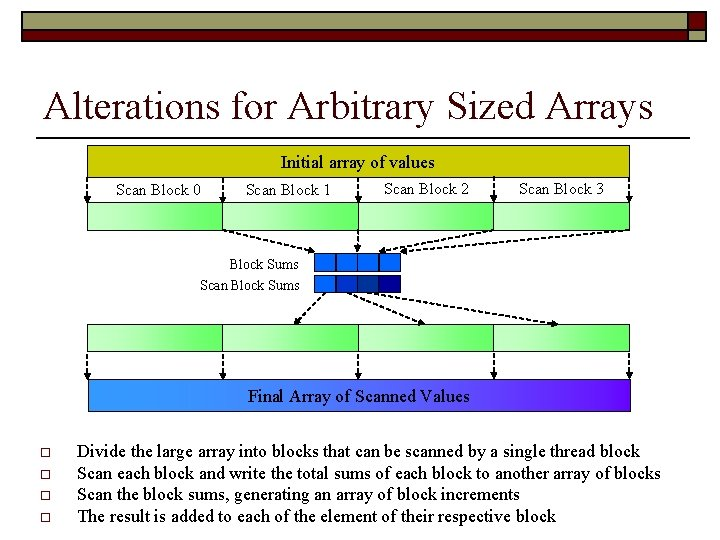 Alterations for Arbitrary Sized Arrays
Initial array of values
Scan Block 0
Scan Block 1
Scan Block 2
Scan Block 3
Block Sums
Scan Block Sums
Final Array of Scanned Values
Divide the large array into blocks that can be scanned by a single thread block
Scan each block and write the total sums of each block to another array of blocks
Scan the block sums, generating an array of block increments
The result is added to each of the element of their respective block